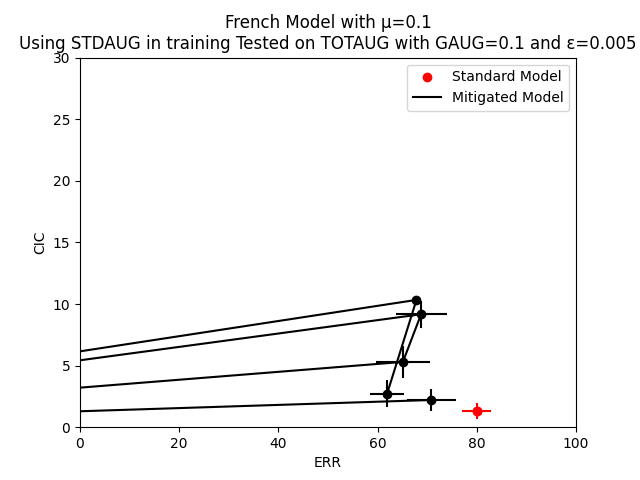 French Model with μ=0.1
Using STDAUG in training Tested on TOTAUG with GAUG=0.1 and ε=0.005
Standard Model
Mitigated Model
30
25
20
15
10
5
0
CIC
0 20 40 60 80 100
ERR